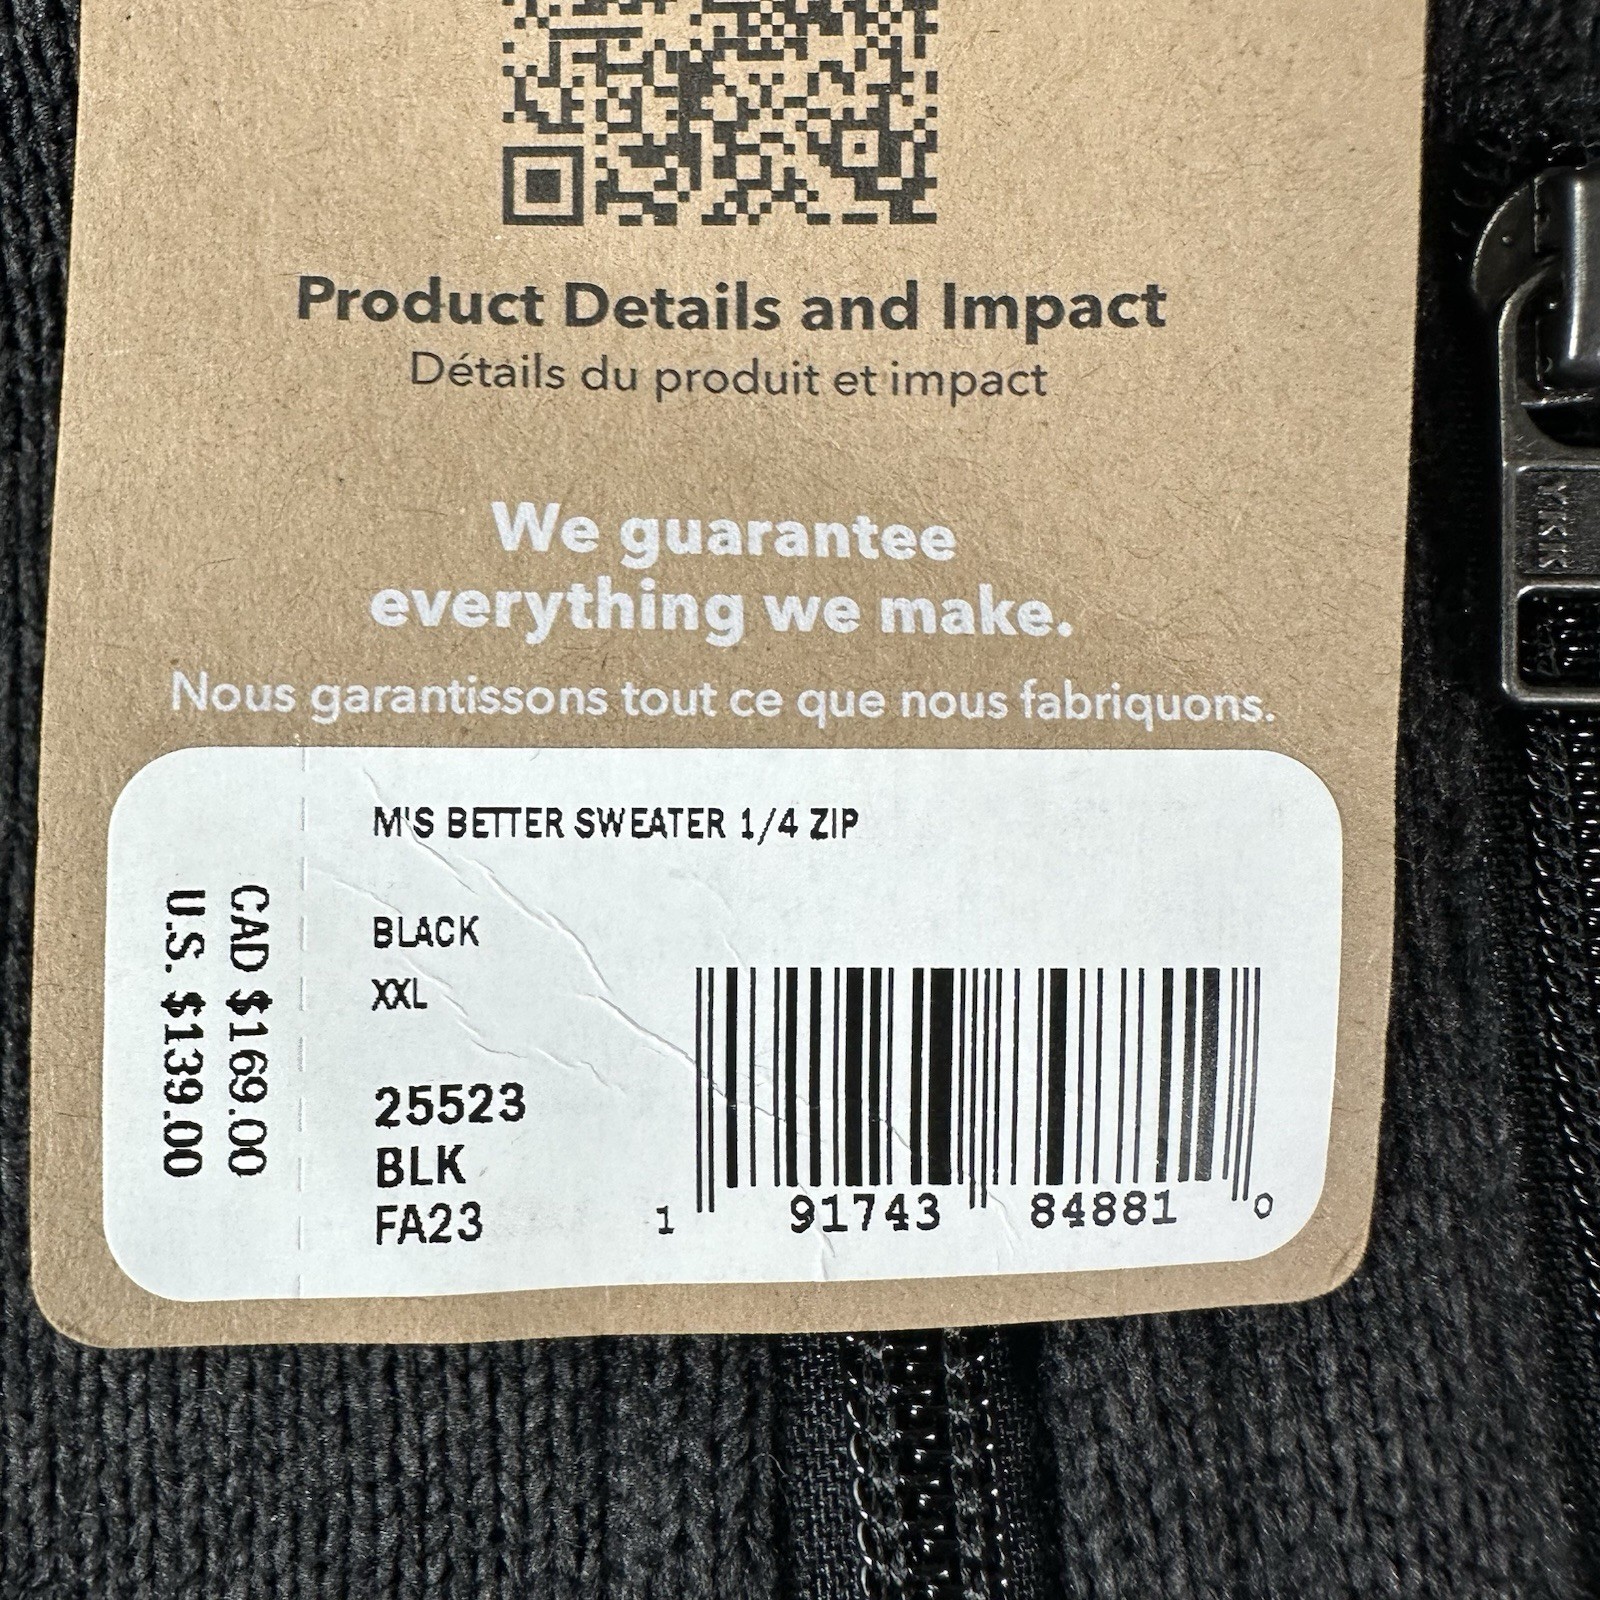 Product Details and Impact
Détails du produit et impact
We guarantee
everything we make.
Nous garantissons tout ce que nous fabriquons.
M'S BETTER SWEATER 1/4 ZIP
BLACK
XXL
25523
BLK
FA23
CAD $169.00
U.S. $139.00
1 91743 84881 0
YKK